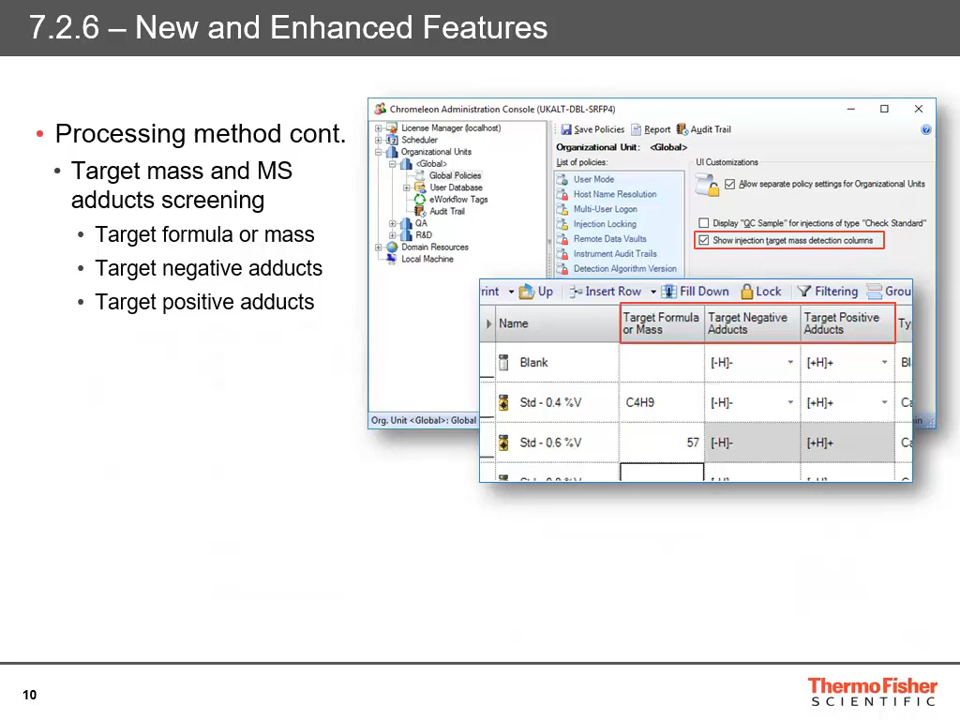 7.2.6 – New and Enhanced Features
• Processing method cont.
• Target mass and MS
adducts screening
• Target formula or mass
• Target negative adducts
• Target positive adducts
Chromeleon Administration Console (UKALT-DBL-SRFP4)
License Manager (localhost)
Scheduler
Organizational Units
<Global>
Global Policies
User Database
eWorkflow Tags
Audit Trail
QA
R&D
Domain Resources
Local Machine
Org. Unit <Global>: Global
Save Policies Report Audit Trail
Organizational Unit: <Global>
List of policies:
User Mode
Host Name Resolution
Multi-User Logon
Injection Locking
Remote Data Vaults
Instrument Audit Trails
Detection Algorithm Version
UI Customizations
Allow separate policy settings for Organizational Units
Display "QC Sample" for injections of type "Check Standard"
Show injection target mass detection columns
rint Up Insert Row Fill Down Lock Filtering Grou
Name Target Formula or Mass Target Negative Adducts Target Positive Adducts Ty
Blank [-H]- [+H]+ Bl
Std - 0.4 %V C4H9 [-H]- [+H]+ Ca
Std - 0.6 %V 57 [-H]- [+H]+ Ca
10
ThermoFisher
SCIENTIFIC